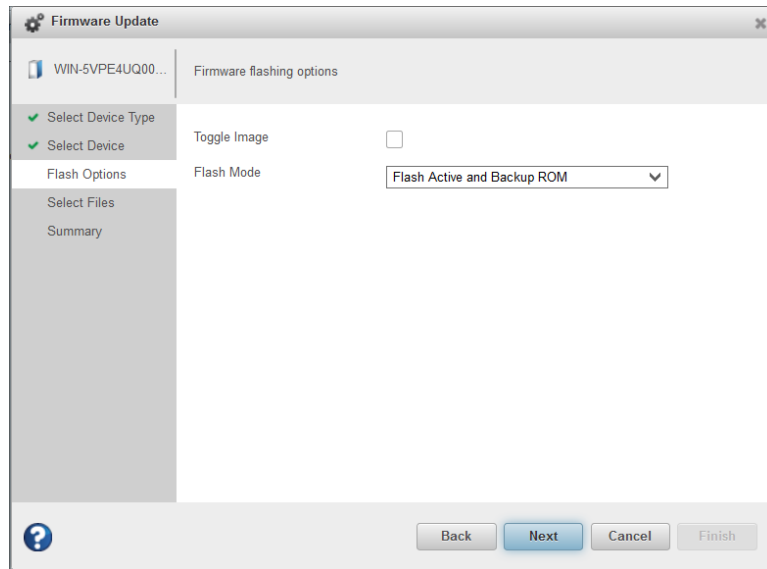 Firmware Update
WIN-5VPE4UQ00...
Firmware flashing options
Select Device Type
Select Device
Flash Options
Select Files
Summary
Toggle Image
Flash Mode
Flash Active and Backup ROM
?
Back Next Cancel Finish